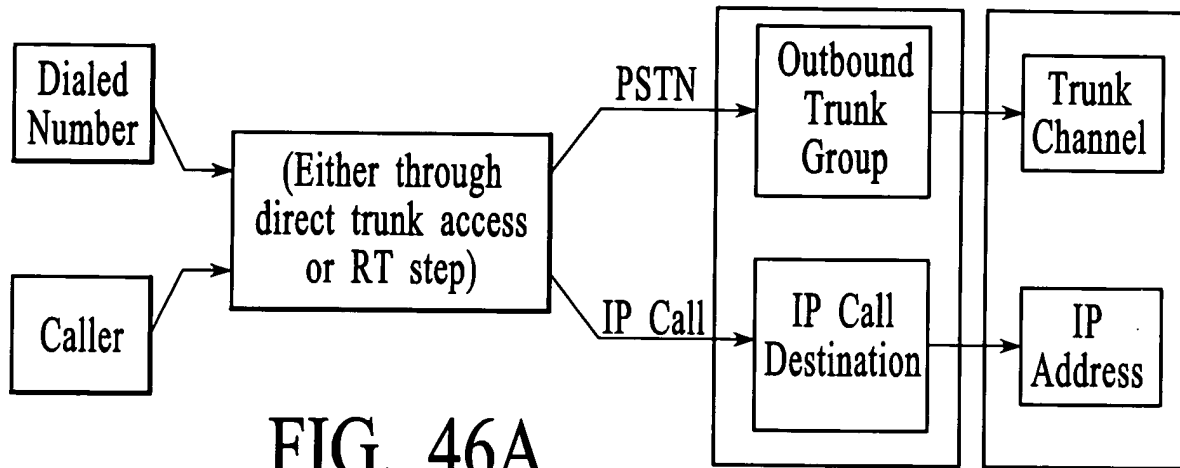 Dialed
Number
Caller
(Either through
direct trunk access
or RT step)
PSTN
IP Call
Outbound
Trunk
Group
IP Call
Destination
Trunk
Channel
IP
Address
FIG. 46A